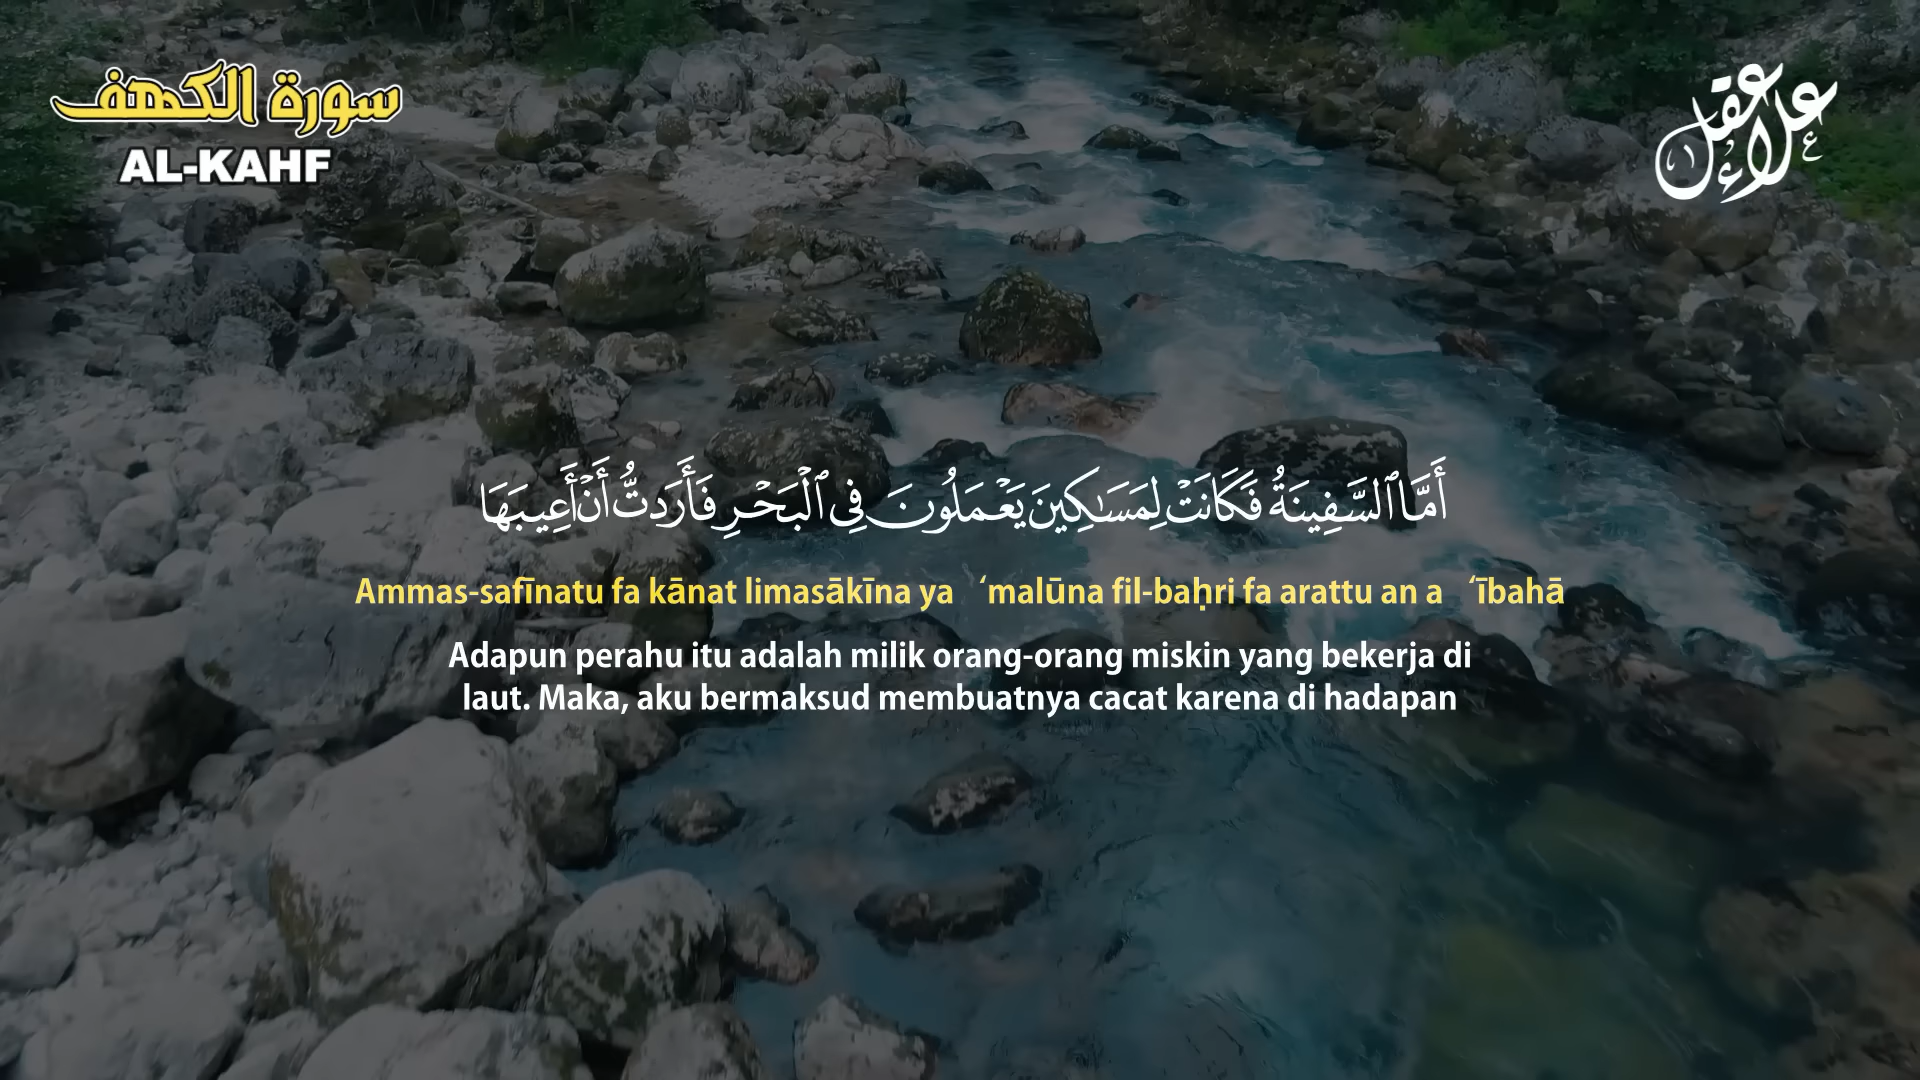 سورة الكهف
AL-KAHF
علاء عقل
أَمَّا ٱلسَّفِينَةُ فَكَانَتْ لِمَسَـٰكِينَ يَعْمَلُونَ فِى ٱلْبَحْرِ فَأَرَدتُّ أَنْ أَعِيبَهَا
Ammas-safīnatu fa kānat limasākīna ya ‘malūna fil-baḥri fa arattu an a ‘ībahā
Adapun perahu itu adalah milik orang-orang miskin yang bekerja di
laut. Maka, aku bermaksud membuatnya cacat karena di hadapan